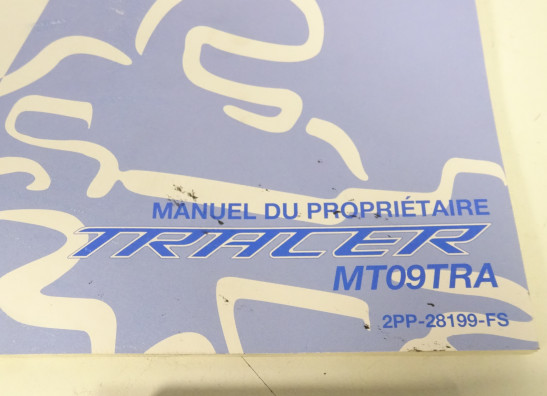 MANUEL DU PROPRIÉTAIRE
TRACER
MT09TRA
2PP-28199-FS